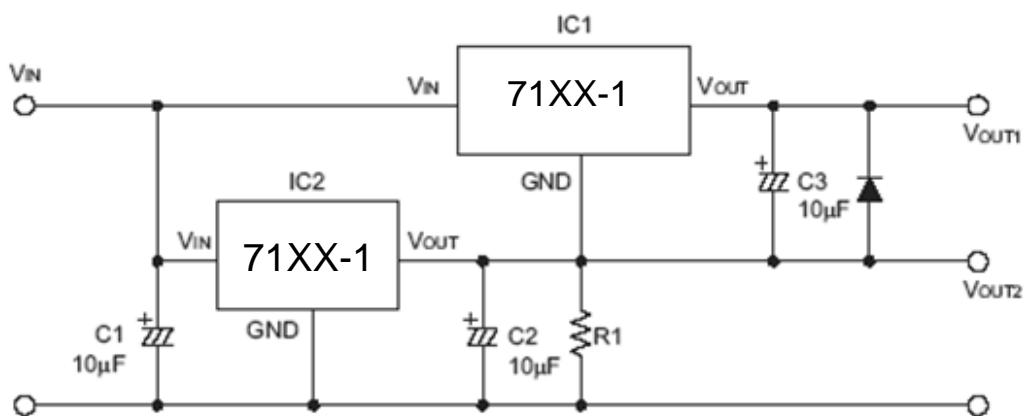 IC1
VIN
VIN
71XX-1
VOUT
VOUT1
GND
+
C3
10μF
IC2
VIN
71XX-1
VOUT
VOUT2
GND
+
C1
10μF
+
C2
10μF
R1